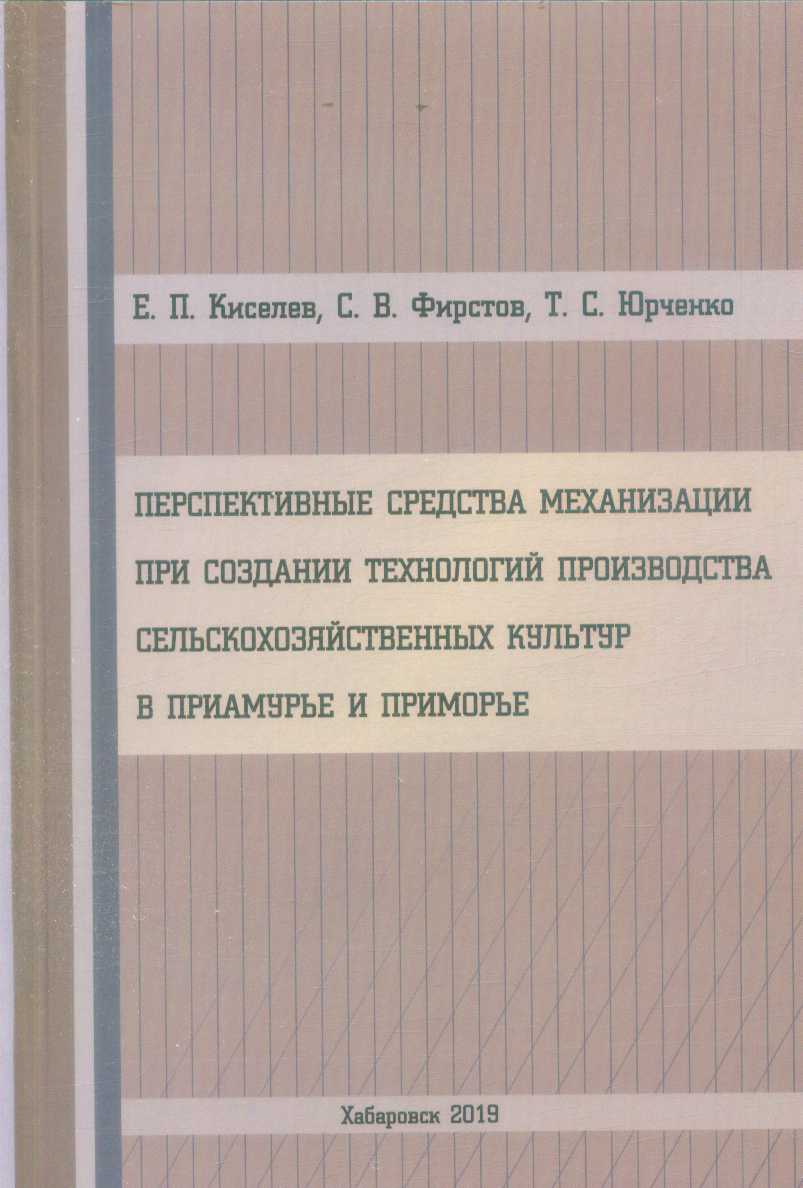 Е. П. Киселев, С. В. Фирстов, Т. С. Юрченко
ПЕРСПЕКТИВНЫЕ СРЕДСТВА МЕХАНИЗАЦИИ
ПРИ СОЗДАНИИ ТЕХНОЛОГИЙ ПРОИЗВОДСТВА
СЕЛЬСКОХОЗЯЙСТВЕННЫХ КУЛЬТУР
В ПРИАМУРЬЕ И ПРИМОРЬЕ
Хабаровск 2019